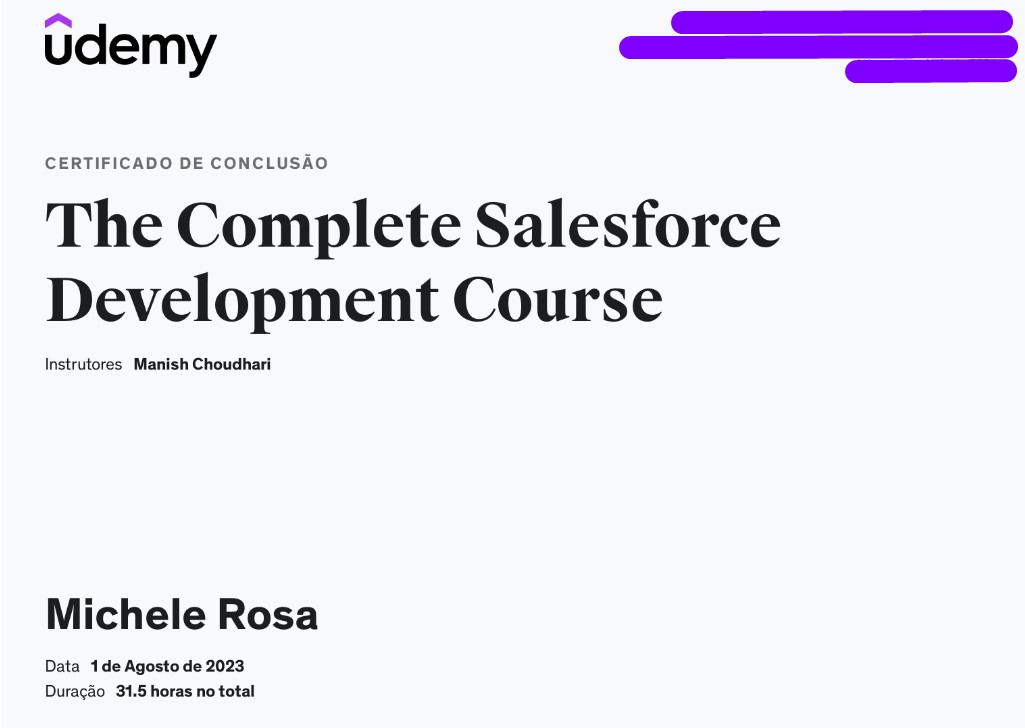 udemy
CERTIFICADO DE CONCLUSÃO
The Complete Salesforce
Development Course
Instrutores Manish Choudhari
Michele Rosa
Data 1 de Agosto de 2023
Duração 31.5 horas no total